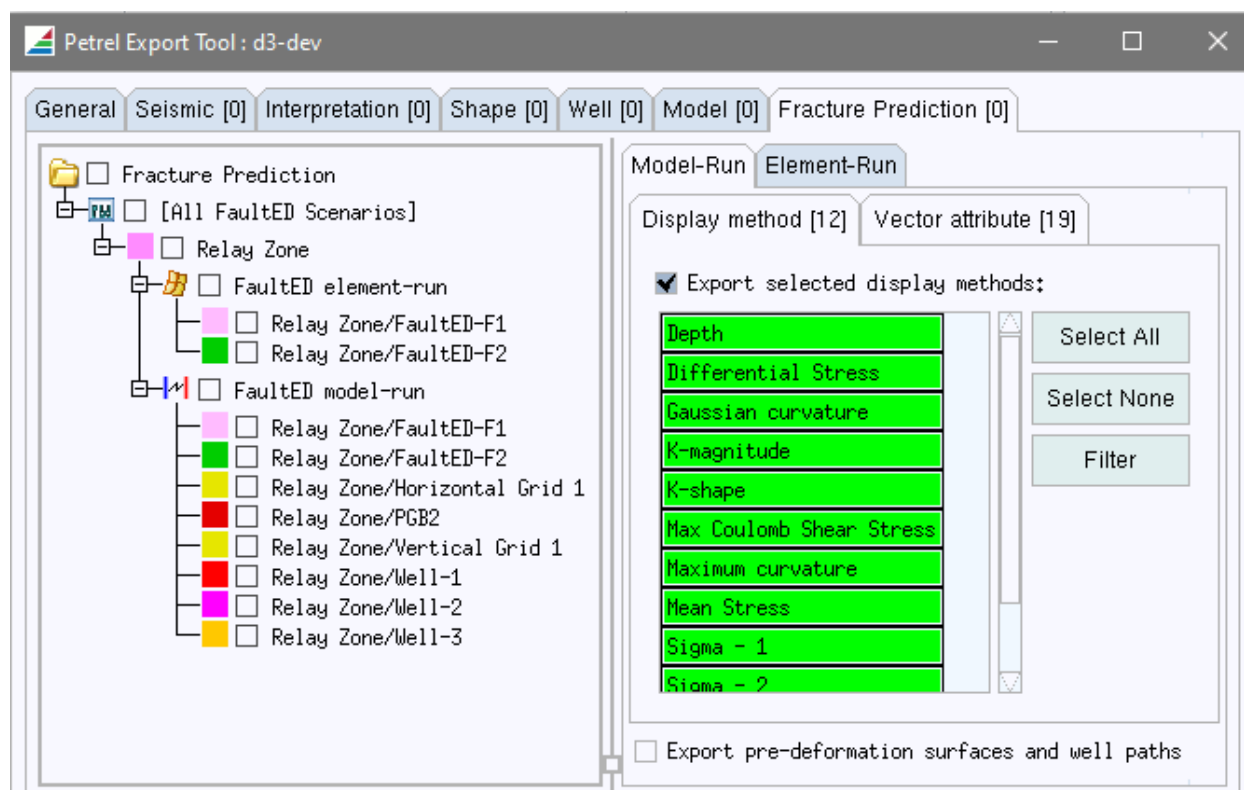 Petrel Export Tool : d3-dev
General Seismic [0] Interpretation [0] Shape [0] Well [0] Model [0] Fracture Prediction [0]
Fracture Prediction
[All FaultED Scenarios]
Relay Zone
FaultED element-run
Relay Zone/FaultED-F1
Relay Zone/FaultED-F2
FaultED model-run
Relay Zone/FaultED-F1
Relay Zone/FaultED-F2
Relay Zone/Horizontal Grid 1
Relay Zone/PGB2
Relay Zone/Vertical Grid 1
Relay Zone/Well-1
Relay Zone/Well-2
Relay Zone/Well-3
Model-Run Element-Run
Display method [12] Vector attribute [19]
Export selected display methods:
Depth
Differential Stress
Gaussian curvature
K-magnitude
K-shape
Max Coulomb Shear Stress
Maximum curvature
Mean Stress
Sigma - 1
Sigma - 2
Select All
Select None
Filter
Export pre-deformation surfaces and well paths